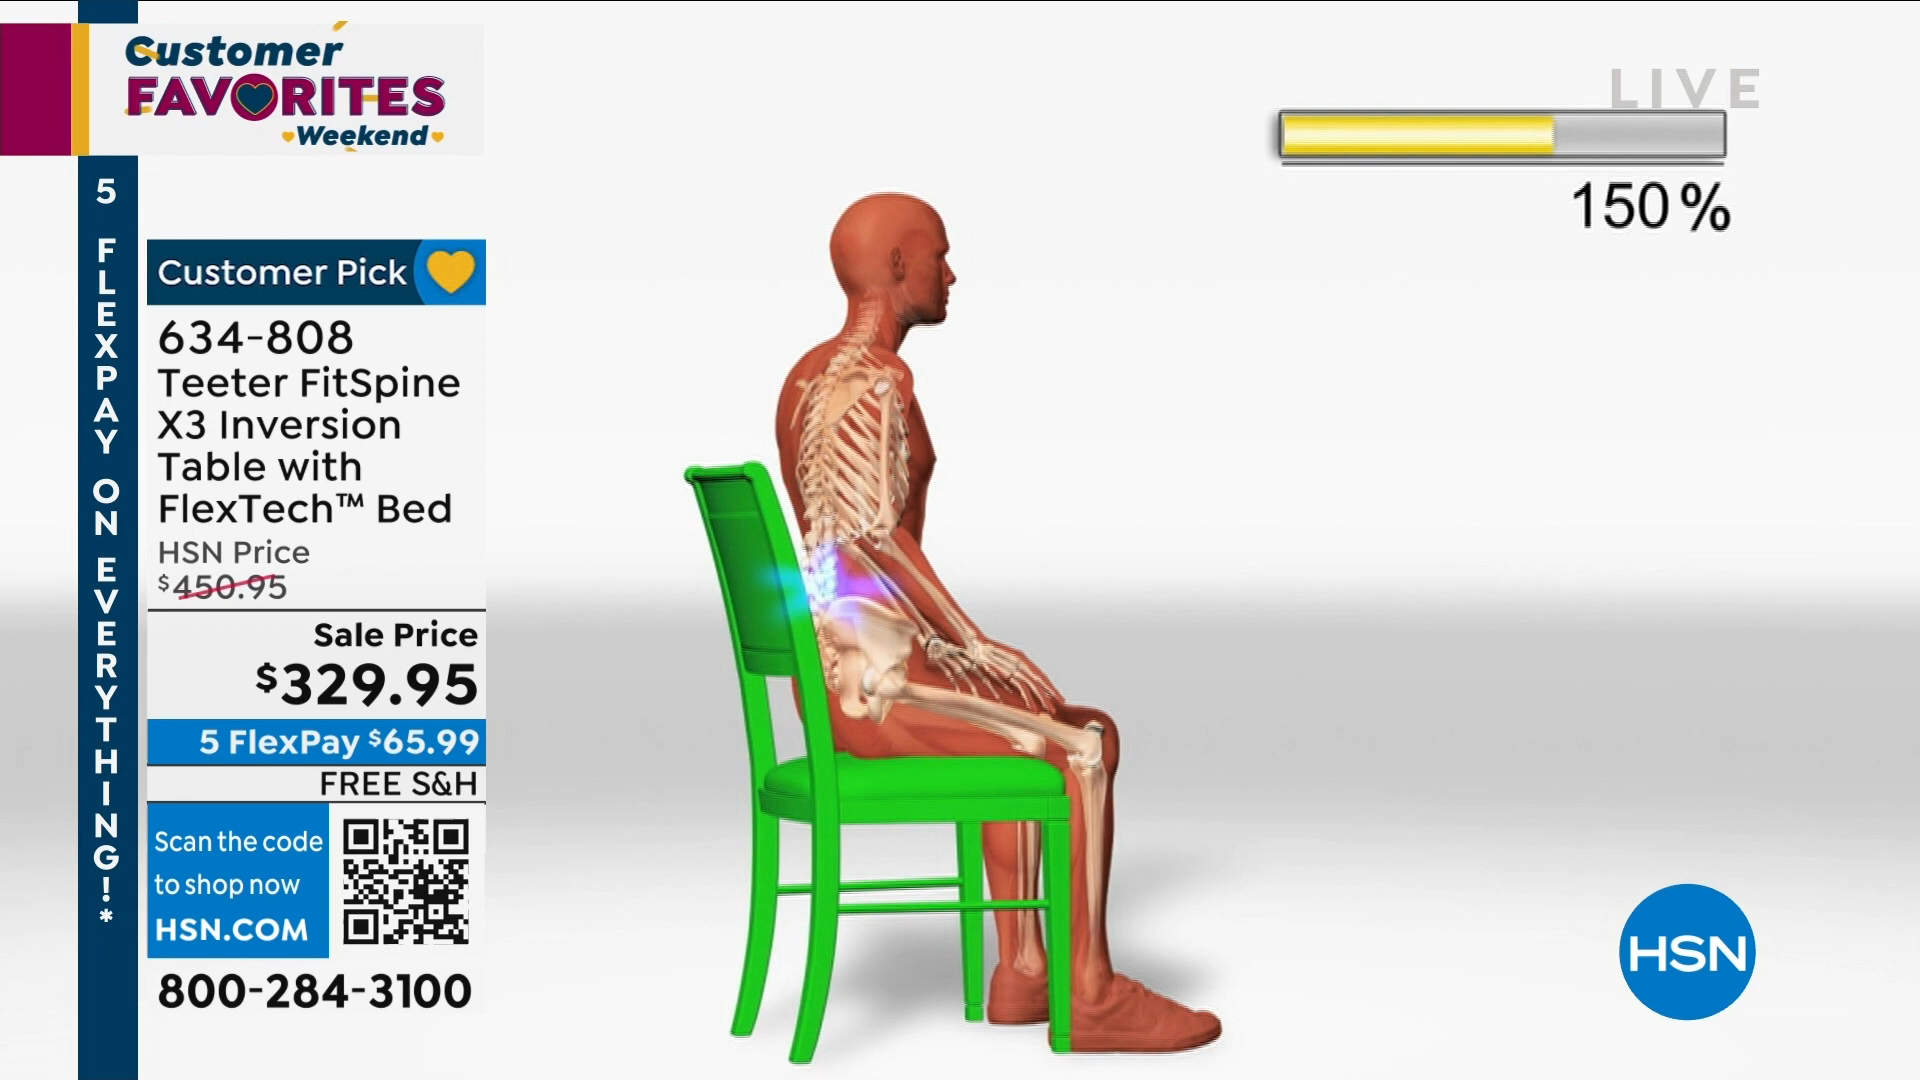 Customer
FAVORITES
Weekend
5 FLEXPAY ON EVERYTHING!*
Customer Pick
634-808
Teeter FitSpine
X3 Inversion
Table with
FlexTech™ Bed
HSN Price
$450.95
Sale Price
$329.95
5 FlexPay $65.99
FREE S&H
Scan the code
to shop now
HSN.COM
800-284-3100
LIVE
150%
HSN